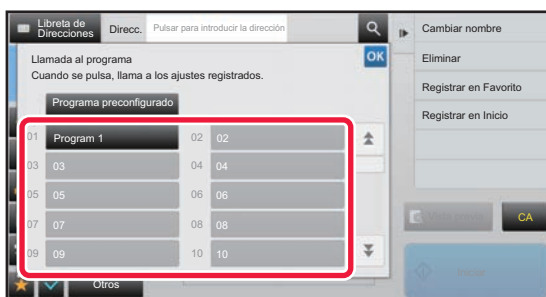 Libreta de Direcciones
Direcc.
Pulsar para introducir la dirección
Llamada al programa
OK
Cuando se pulsa, llama a los ajustes registrados.
Programa preconfigurado
01 Program 1
02 02
03 03
04 04
05 05
06 06
07 07
08 08
09 09
10 10
Otros
Cambiar nombre
Eliminar
Registrar en Favorito
Registrar en Inicio
CA